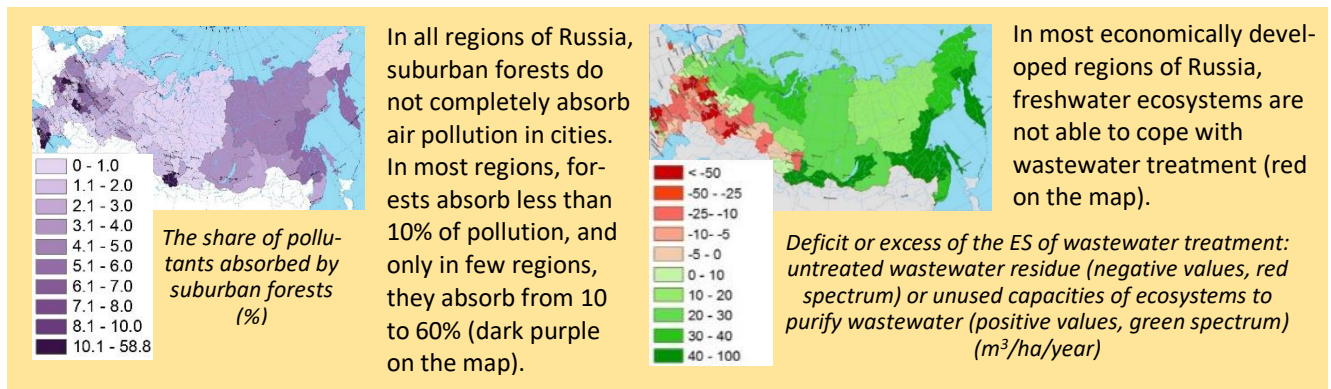 0 - 1.0
1.1 - 2.0
2.1 - 3.0
3.1 - 4.0
4.1 - 5.0
5.1 - 6.0
6.1 - 7.0
7.1 - 8.0
8.1 - 10.0
10.1 - 58.8
The share of pollu-
tants absorbed by
suburban forests
(%)
In all regions of Russia,
suburban forests do
not completely absorb
air pollution in cities.
In most regions, for-
ests absorb less than
10% of pollution, and
only in few regions,
they absorb from 10
to 60% (dark purple
on the map).
< -50
-50 - -25
-25- -10
-10- -5
-5 - 0
0 - 10
10 - 20
20 - 30
30 - 40
40 - 100
In most economically devel-
oped regions of Russia,
freshwater ecosystems are
not able to cope with
wastewater treatment (red
on the map).
Deficit or excess of the ES of wastewater treatment:
untreated wastewater residue (negative values, red
spectrum) or unused capacities of ecosystems to
purify wastewater (positive values, green spectrum)
(m³/ha/year)